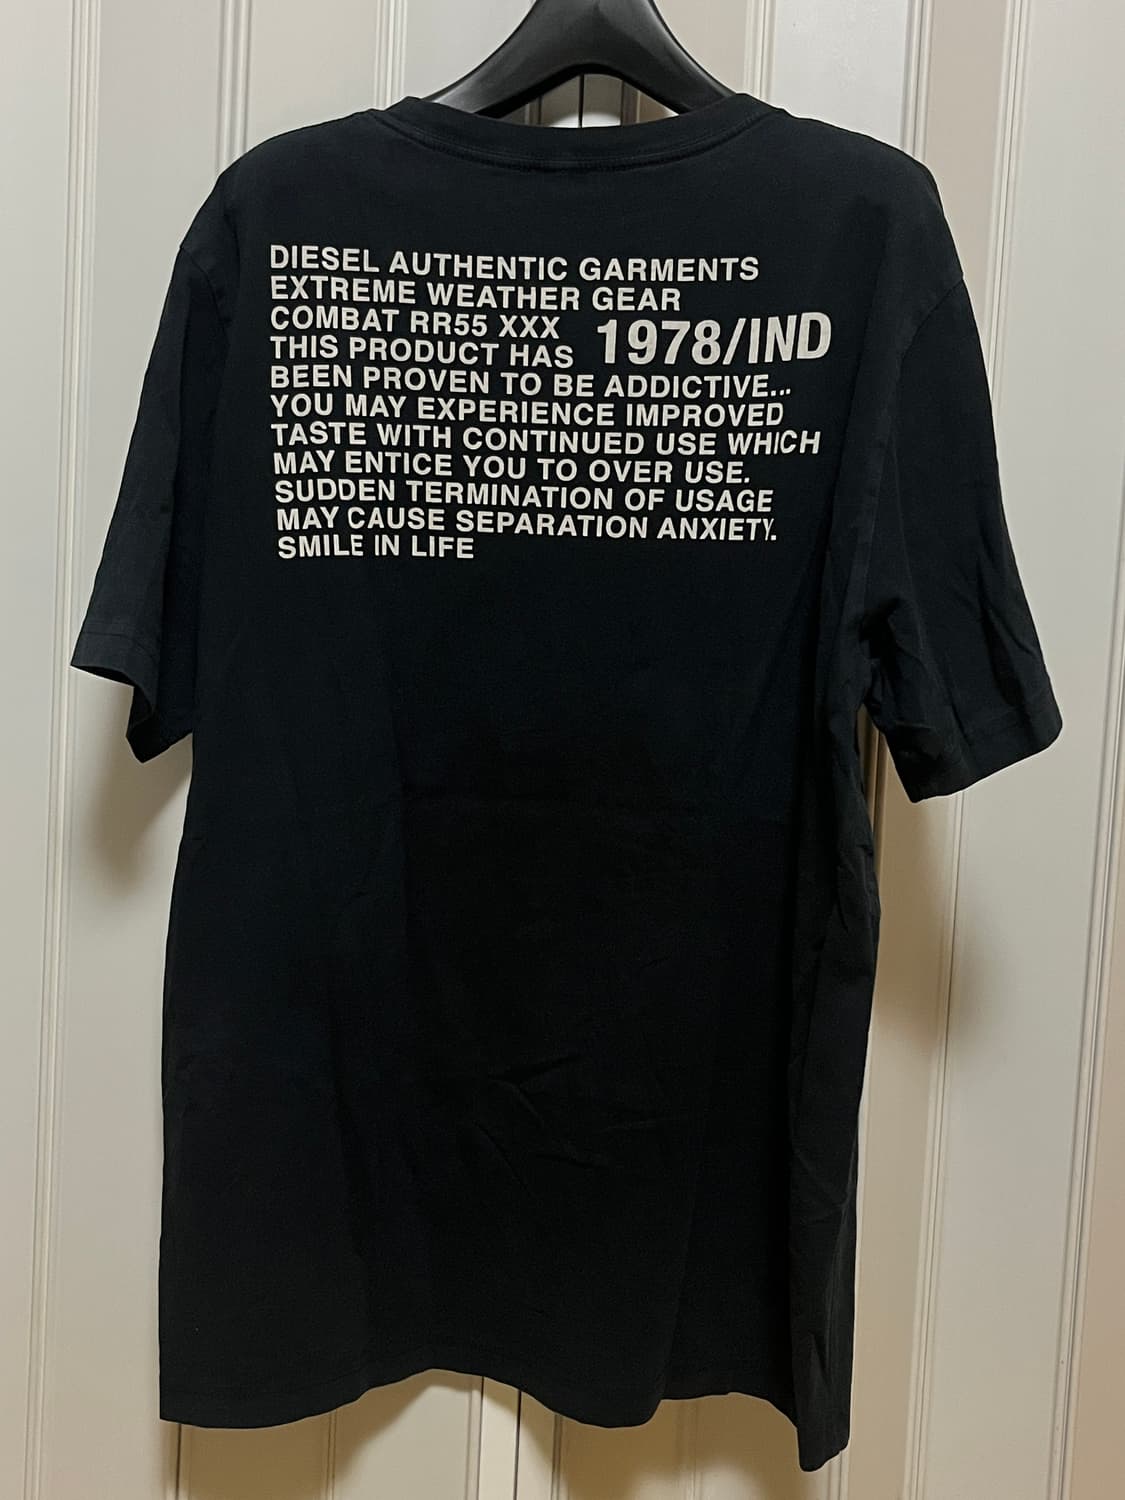 DIESEL AUTHENTIC GARMENTS
EXTREME WEATHER GEAR
COMBAT RR55 XXX
1978/IND
THIS PRODUCT HAS
BEEN PROVEN TO BE ADDICTIVE...
YOU MAY EXPERIENCE IMPROVED
TASTE WITH CONTINUED USE WHICH
MAY ENTICE YOU TO OVER USE.
SUDDEN TERMINATION OF USAGE
MAY CAUSE SEPARATION ANXIETY.
SMILE IN LIFE